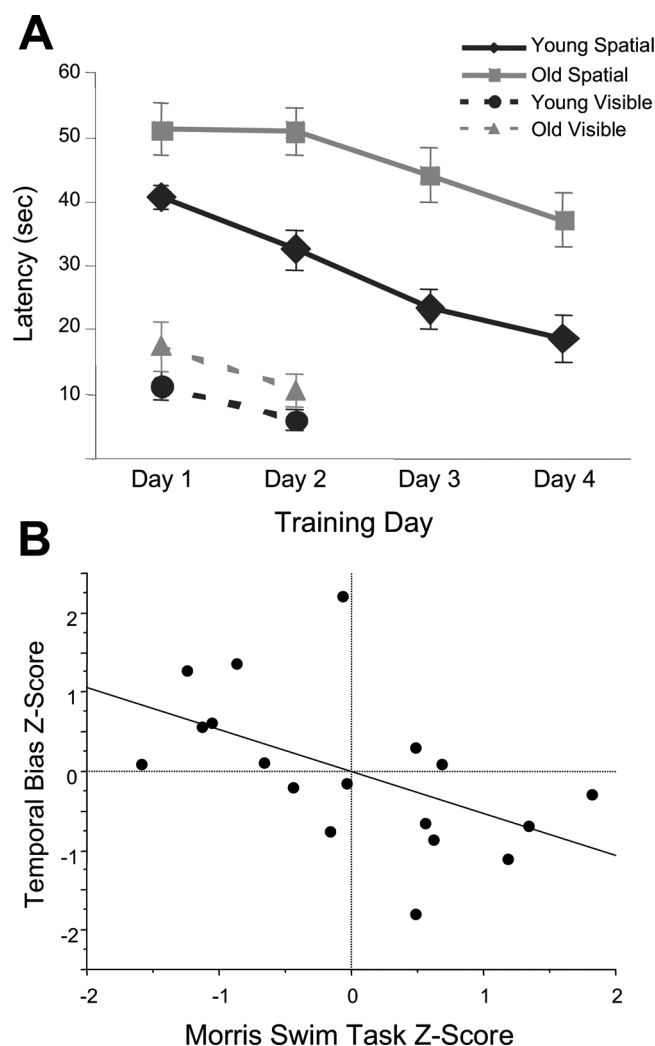 A
Young Spatial
Old Spatial
Young Visible
Old Visible
60
50
40
30
20
10
Latency (sec)
Day 1 Day 2 Day 3 Day 4
Training Day
B
2
1
0
-1
-2
Temporal Bias Z-Score
-2 -1 0 1 2
Morris Swim Task Z-Score